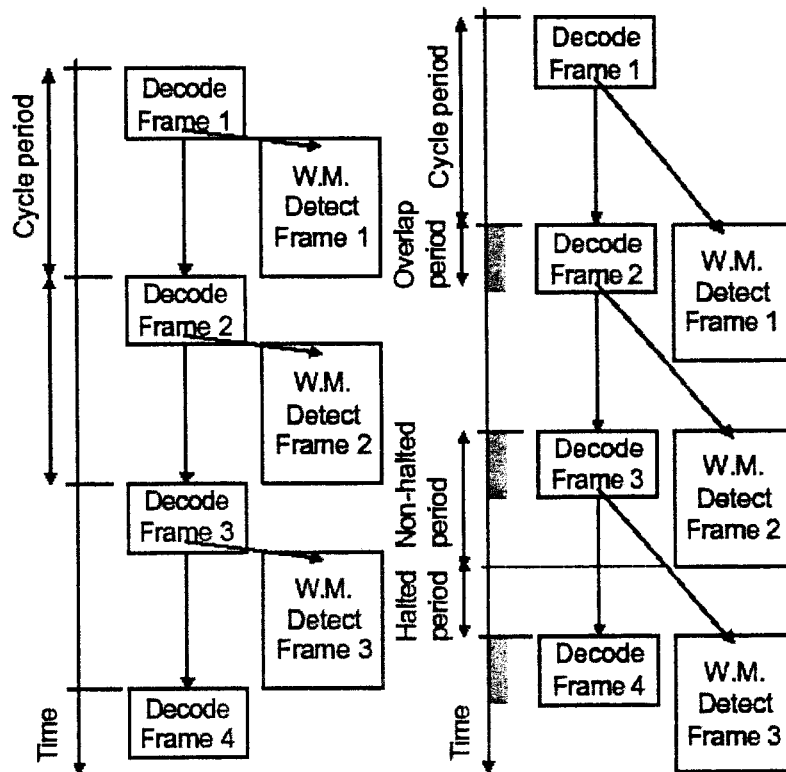 Cycle period
Time
Decode
Frame 1
W.M.
Detect
Frame 1
Decode
Frame 2
W.M.
Detect
Frame 2
Decode
Frame 3
W.M.
Detect
Frame 3
Decode
Frame 4
Cycle period
Overlap
period
Non-halted
period
Halted
period
Time
Decode
Frame 1
Decode
Frame 2
W.M.
Detect
Frame 1
Decode
Frame 3
W.M.
Detect
Frame 2
Decode
Frame 4
W.M.
Detect
Frame 3